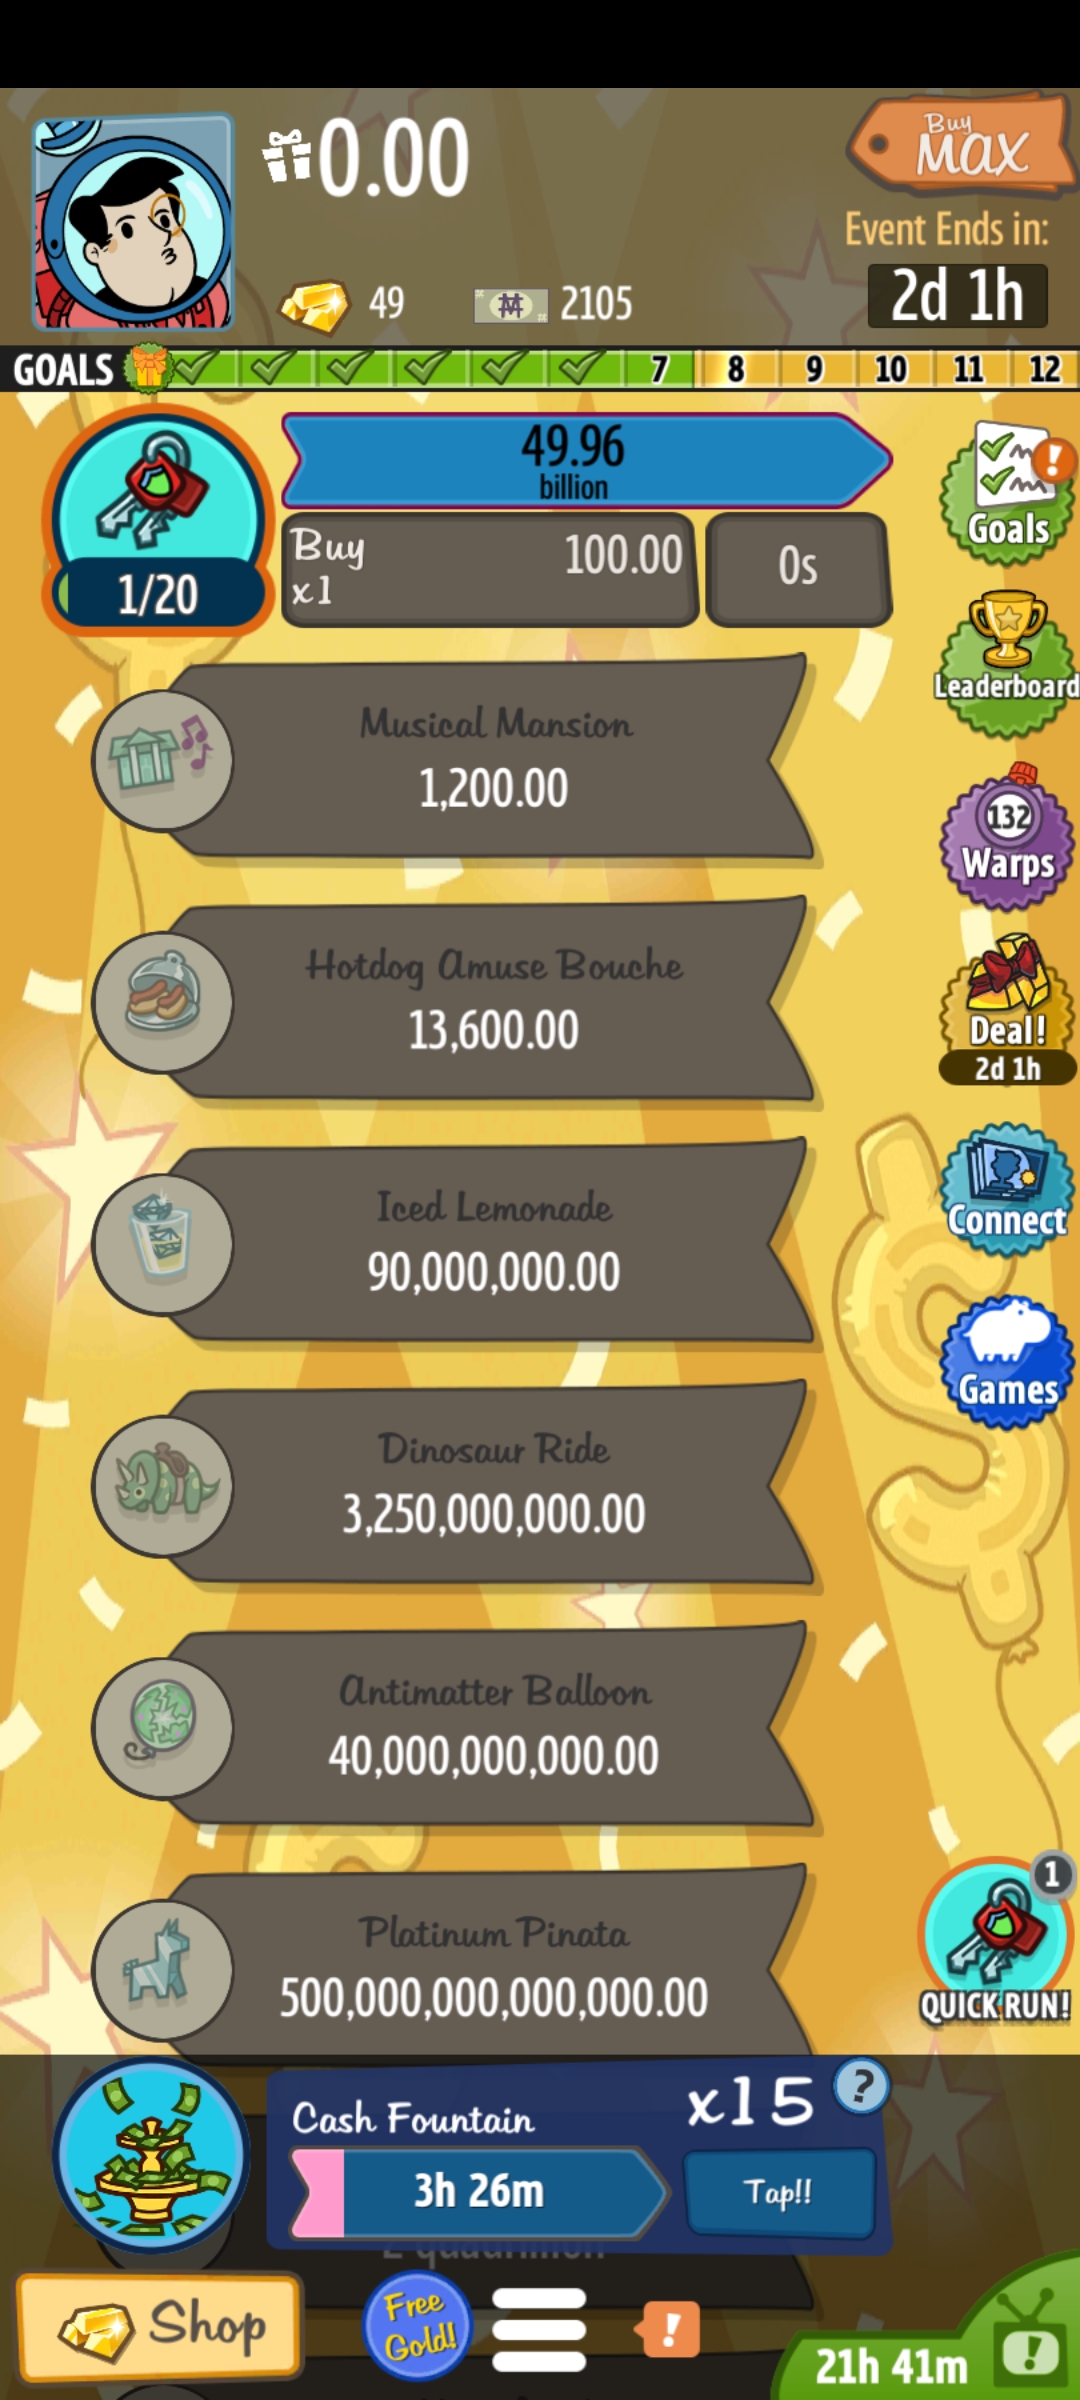 0.00
Buy
MAX
Event Ends in:
2d 1h
49
2105
GOALS
7 8 9 10 11 12
49.96
billion
1/20
Buy
x1
100.00
0s
Goals
Leaderboard
Musical Mansion
1,200.00
132
Warps
Hotdog Amuse Bouche
13,600.00
Deal!
2d 1h
Iced Lemonade
90,000,000.00
Connect
Games
Dinosaur Ride
3,250,000,000.00
Antimatter Balloon
40,000,000,000.00
1
QUICK RUN!
Platinum Pinata
500,000,000,000,000.00
Cash Fountain
x15
?
3h 26m
Tap!!
2 quadrillion
Shop
Free
Gold!
!
21h 41m